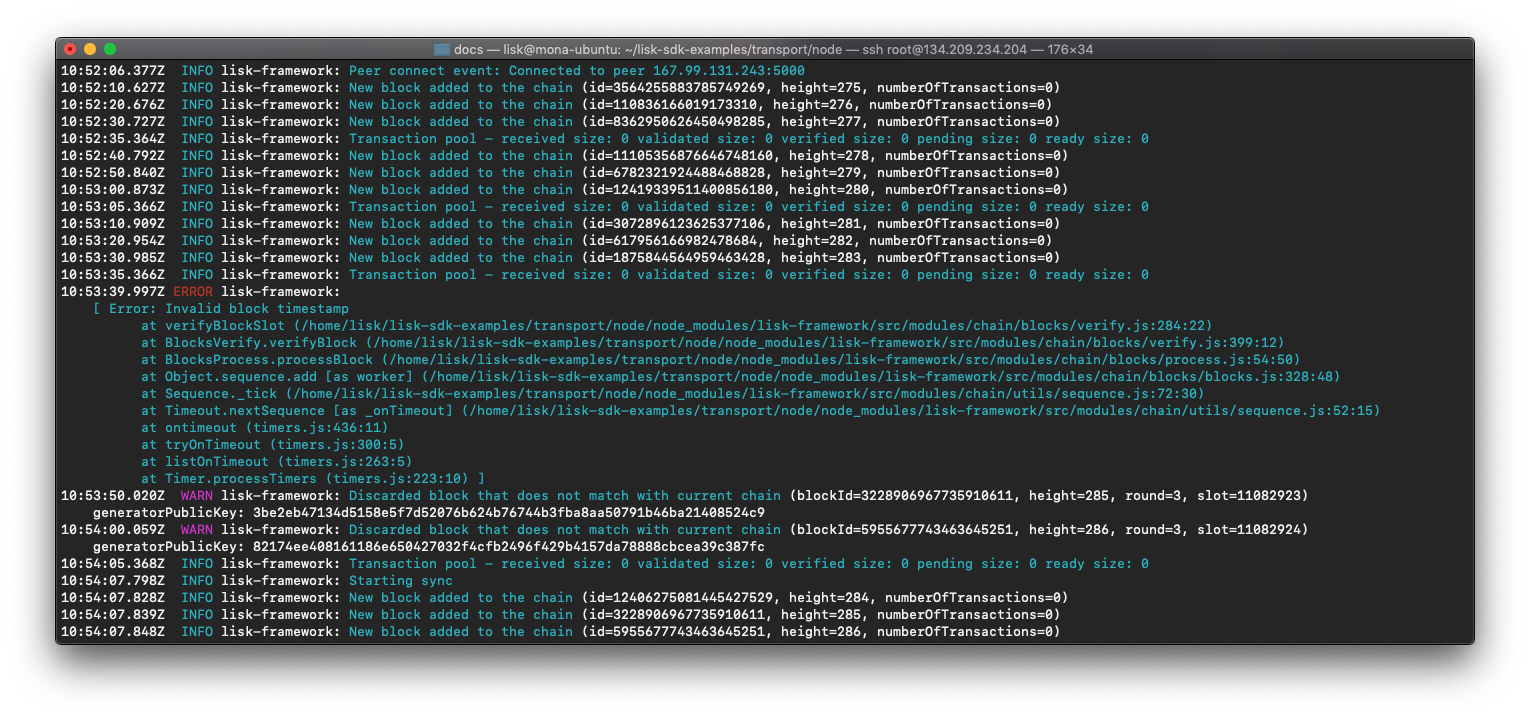 docs — lisk@mona-ubuntu: ~/lisk-sdk-examples/transport/node — ssh root@134.209.234.204 — 176×34
10:52:06.377Z  INFO lisk-framework: Peer connect event: Connected to peer 167.99.131.243:5000
10:52:10.627Z  INFO lisk-framework: New block added to the chain (id=3564255883785749269, height=275, numberOfTransactions=0)
10:52:20.676Z  INFO lisk-framework: New block added to the chain (id=110836166019173310, height=276, numberOfTransactions=0)
10:52:30.727Z  INFO lisk-framework: New block added to the chain (id=8362950626450498285, height=277, numberOfTransactions=0)
10:52:35.364Z  INFO lisk-framework: Transaction pool - received size: 0 validated size: 0 verified size: 0 pending size: 0 ready size: 0
10:52:40.792Z  INFO lisk-framework: New block added to the chain (id=11105356876646748160, height=278, numberOfTransactions=0)
10:52:50.840Z  INFO lisk-framework: New block added to the chain (id=6782321924488468828, height=279, numberOfTransactions=0)
10:53:00.873Z  INFO lisk-framework: New block added to the chain (id=12419339511400856180, height=280, numberOfTransactions=0)
10:53:05.366Z  INFO lisk-framework: Transaction pool - received size: 0 validated size: 0 verified size: 0 pending size: 0 ready size: 0
10:53:10.909Z  INFO lisk-framework: New block added to the chain (id=3072896123625377106, height=281, numberOfTransactions=0)
10:53:20.954Z  INFO lisk-framework: New block added to the chain (id=617956166982478684, height=282, numberOfTransactions=0)
10:53:30.985Z  INFO lisk-framework: New block added to the chain (id=1875844564959463428, height=283, numberOfTransactions=0)
10:53:35.366Z  INFO lisk-framework: Transaction pool - received size: 0 validated size: 0 verified size: 0 pending size: 0 ready size: 0
10:53:39.997Z ERROR lisk-framework:
[ Error: Invalid block timestamp
at verifyBlockSlot (/home/lisk/lisk-sdk-examples/transport/node/node_modules/lisk-framework/src/modules/chain/blocks/verify.js:284:22)
at BlocksVerify.verifyBlock (/home/lisk/lisk-sdk-examples/transport/node/node_modules/lisk-framework/src/modules/chain/blocks/verify.js:399:12)
at BlocksProcess.processBlock (/home/lisk/lisk-sdk-examples/transport/node/node_modules/lisk-framework/src/modules/chain/blocks/process.js:54:50)
at Object.sequence.add [as worker] (/home/lisk/lisk-sdk-examples/transport/node/node_modules/lisk-framework/src/modules/chain/blocks/blocks.js:328:48)
at Sequence._tick (/home/lisk/lisk-sdk-examples/transport/node/node_modules/lisk-framework/src/modules/chain/utils/sequence.js:72:30)
at Timeout.nextSequence [as _onTimeout] (/home/lisk/lisk-sdk-examples/transport/node/node_modules/lisk-framework/src/modules/chain/utils/sequence.js:52:15)
at ontimeout (timers.js:436:11)
at tryOnTimeout (timers.js:300:5)
at listOnTimeout (timers.js:263:5)
at Timer.processTimers (timers.js:223:10) ]
10:53:50.020Z  WARN lisk-framework: Discarded block that does not match with current chain (blockId=3228906967735910611, height=285, round=3, slot=11082923)
generatorPublicKey: 3be2eb47134d5158e5f7d52076b624b76744b3fba8aa50791b46ba21408524c9
10:54:00.059Z  WARN lisk-framework: Discarded block that does not match with current chain (blockId=5955677743463645251, height=286, round=3, slot=11082924)
generatorPublicKey: 82174ee408161186e650427032f4cfb2496f429b4157da78888cbcea39c387fc
10:54:05.368Z  INFO lisk-framework: Transaction pool - received size: 0 validated size: 0 verified size: 0 pending size: 0 ready size: 0
10:54:07.798Z  INFO lisk-framework: Starting sync
10:54:07.828Z  INFO lisk-framework: New block added to the chain (id=12406275081445427529, height=284, numberOfTransactions=0)
10:54:07.839Z  INFO lisk-framework: New block added to the chain (id=3228906967735910611, height=285, numberOfTransactions=0)
10:54:07.848Z  INFO lisk-framework: New block added to the chain (id=5955677743463645251, height=286, numberOfTransactions=0)